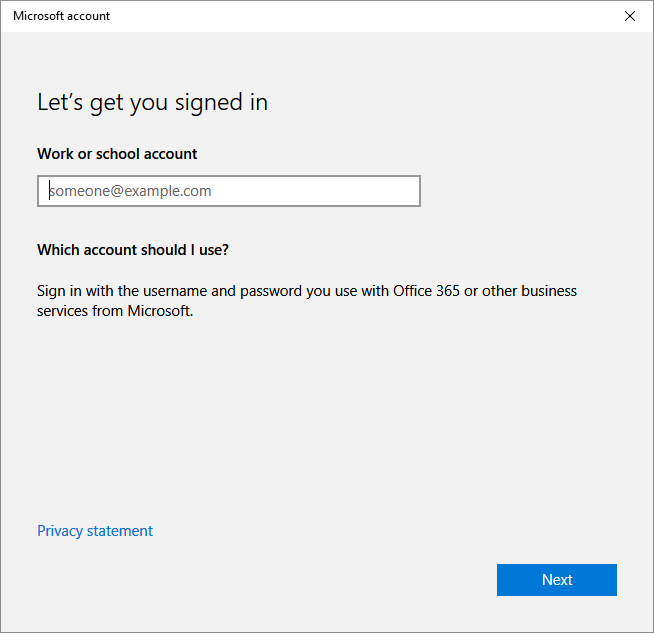 Microsoft account
Let's get you signed in
Work or school account
someone@example.com
Which account should I use?
Sign in with the username and password you use with Office 365 or other business
services from Microsoft.
Privacy statement
Next